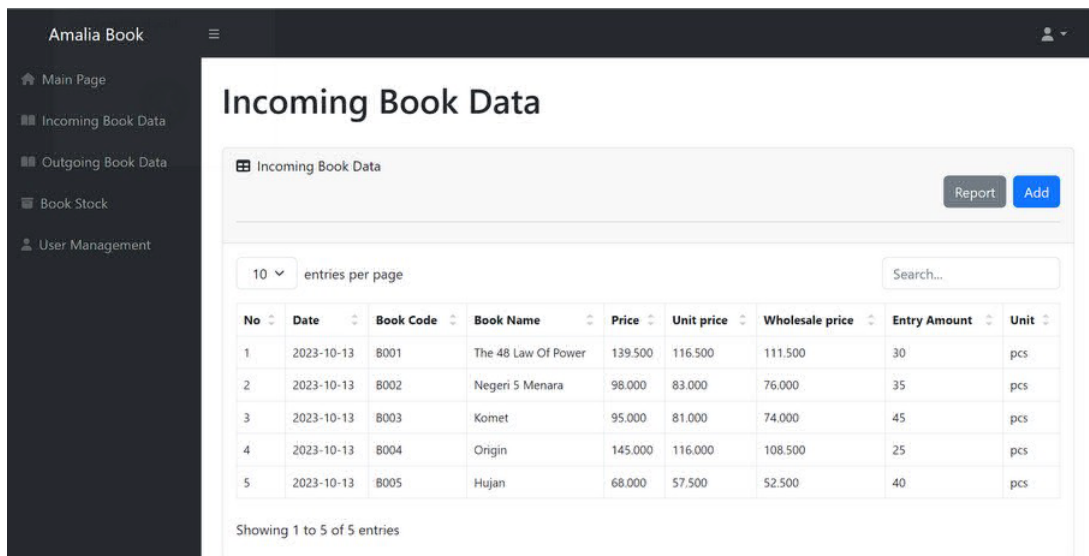 Amalia Book
Main Page
Incoming Book Data
Outgoing Book Data
Book Stock
User Management
Incoming Book Data
Incoming Book Data
Report Add
10 entries per page Search...
No Date Book Code Book Name Price Unit price Wholesale price Entry Amount Unit
1 2023-10-13 B001 The 48 Law Of Power 139.500 116.500 111.500 30 pcs
2 2023-10-13 B002 Negeri 5 Menara 98.000 83.000 76.000 35 pcs
3 2023-10-13 B003 Komet 95.000 81.000 74.000 45 pcs
4 2023-10-13 B004 Origin 145.000 116.000 108.500 25 pcs
5 2023-10-13 B005 Hujan 68.000 57.500 52.500 40 pcs
Showing 1 to 5 of 5 entries